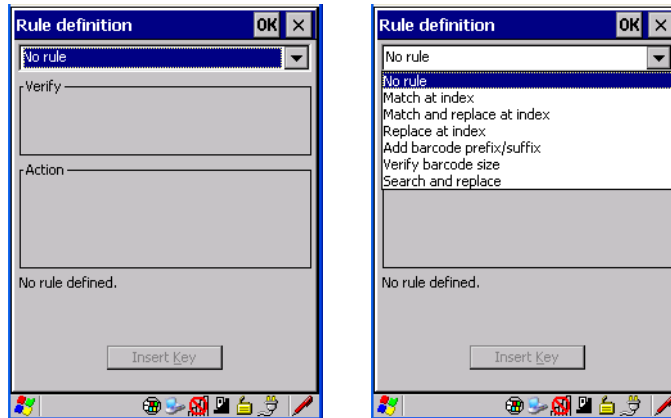 Rule definition OK
No rule
Verify
Action
No rule defined.
Insert Key
Rule definition OK
No rule
No rule
Match at index
Match and replace at index
Replace at index
Add barcode prefix/suffix
Verify barcode size
Search and replace
No rule defined.
Insert Key